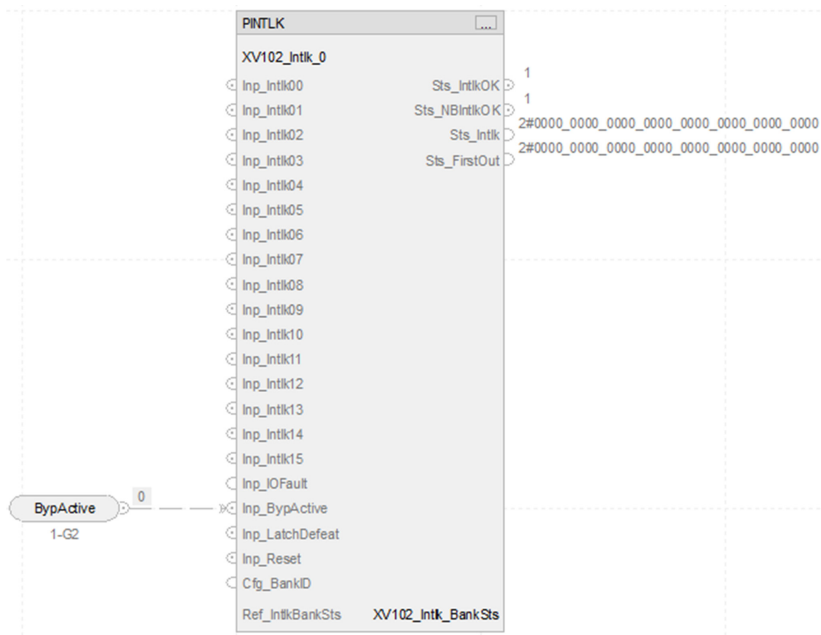 PINTLK ...
XV102_Intlk_0
1
Inp_Intlk00 Sts_IntlkOK
1
Inp_Intlk01 Sts_NBIntlkOK
2#0000_0000_0000_0000_0000_0000_0000_0000
Inp_Intlk02 Sts_Intlk
2#0000_0000_0000_0000_0000_0000_0000_0000
Inp_Intlk03 Sts_FirstOut
Inp_Intlk04
Inp_Intlk05
Inp_Intlk06
Inp_Intlk07
Inp_Intlk08
Inp_Intlk09
Inp_Intlk10
Inp_Intlk11
Inp_Intlk12
Inp_Intlk13
Inp_Intlk14
Inp_Intlk15
Inp_IOFault
0
BypActive Inp_BypActive
1-G2 Inp_LatchDefeat
Inp_Reset
Cfg_BankID
Ref_IntlkBankSts XV102_Intlk_BankSts